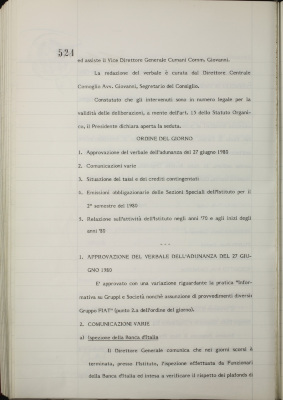 524
ed assiste il Vice Direttore Generale Cuniani Comm. Giovanni.
La redazione del verbale è curata dal Direttore Centrale
Avv. Giovanni, Segretario del Consiglio.
Constatato che gli intervenuti sono in numero legale per la
validità delle deliberazioni, a mente dell'art. 15 dello Statuto Organi-
co, il Presidente dichiara aperta la seduta.
ORDINE DEL GIORNO
1. Approvazione del verbale dell'adunanza del 27 giugno 1980
2. Comunicazioni varie
3. Situazione dei tassi e dei crediti contingentati
4. Emissioni obbligazionarie delle Sezioni Speciali dell'Istituto per il
2° semestre del 1980
5. Relazione sull'attività dell'Istituto negli anni '70 e agli inizi degli
anni '80
* * *
1. APPROVAZIONE DEL VERBALE DELL'ADUNANZA DEL 27 GIU-
GNO 1980
E' approvato con una variazione riguardante la pratica "Infor-
mativa su Gruppi e Società nonché assunzione di provvedimenti diversi:
Gruppo FIAT" (punto 2.a dell'ordine del giorno).
2. COMUNICAZIONI VARIE
a) Ispezione della Banca d'Italia
Il Direttore Generale comunica che nei giorni scorsi è
terminata, presso l'Istituto, l'ispezione effettuata da Funzionari
della Banca d'Italia ed intesa a verificare il rispetto dei plafonds di